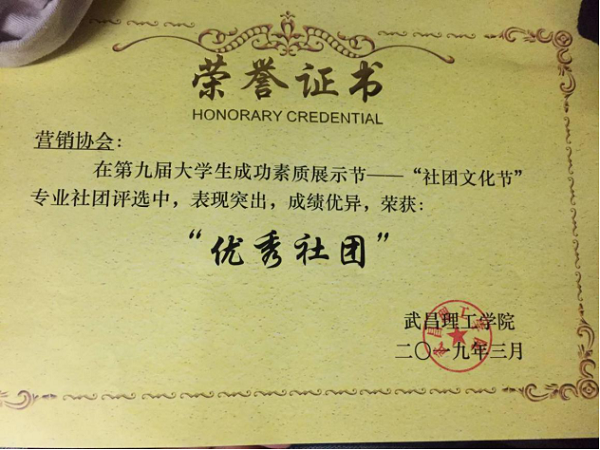 荣誉证书
HONORARY CREDENTIAL
营销协会：
在第九届大学生成功素质展示节——“社团文化节”
专业社团评选中，表现突出，成绩优异，荣获：
“优秀社团”
武昌理工学院
二〇一九年三月